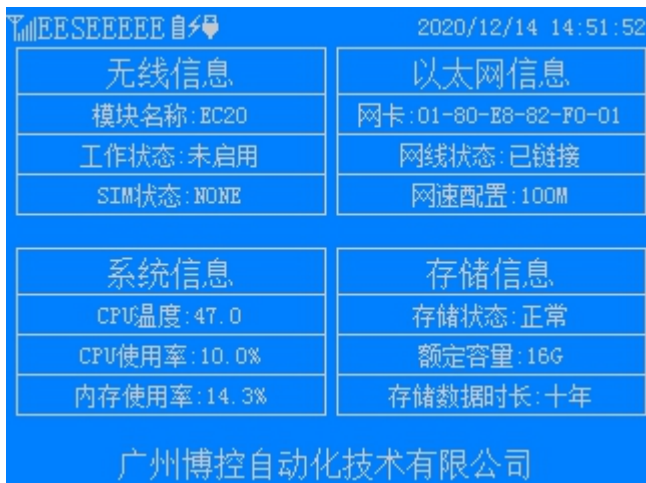 EESEEEEE 2020/12/14 14:51:52
无线信息
模块名称:EC20
工作状态:未启用
SIM状态:NONE
以太网信息
网卡:01-80-E8-82-F0-01
网线状态:已链接
网速配置:100M
系统信息
CPU温度:47.0
CPU使用率:10.0%
内存使用率:14.3%
存储信息
存储状态:正常
额定容量:16G
存储数据时长:十年
广州博控自动化技术有限公司